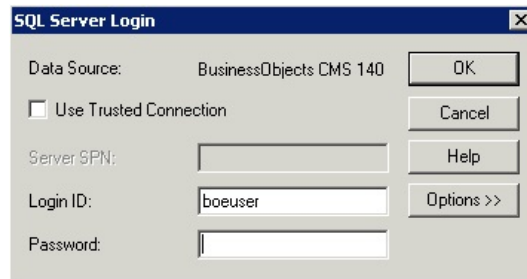 SQL Server Login
Data Source: BusinessObjects CMS 140 OK
Use Trusted Connection Cancel
Server SPN: Help
Login ID: boeuser Options >>
Password: